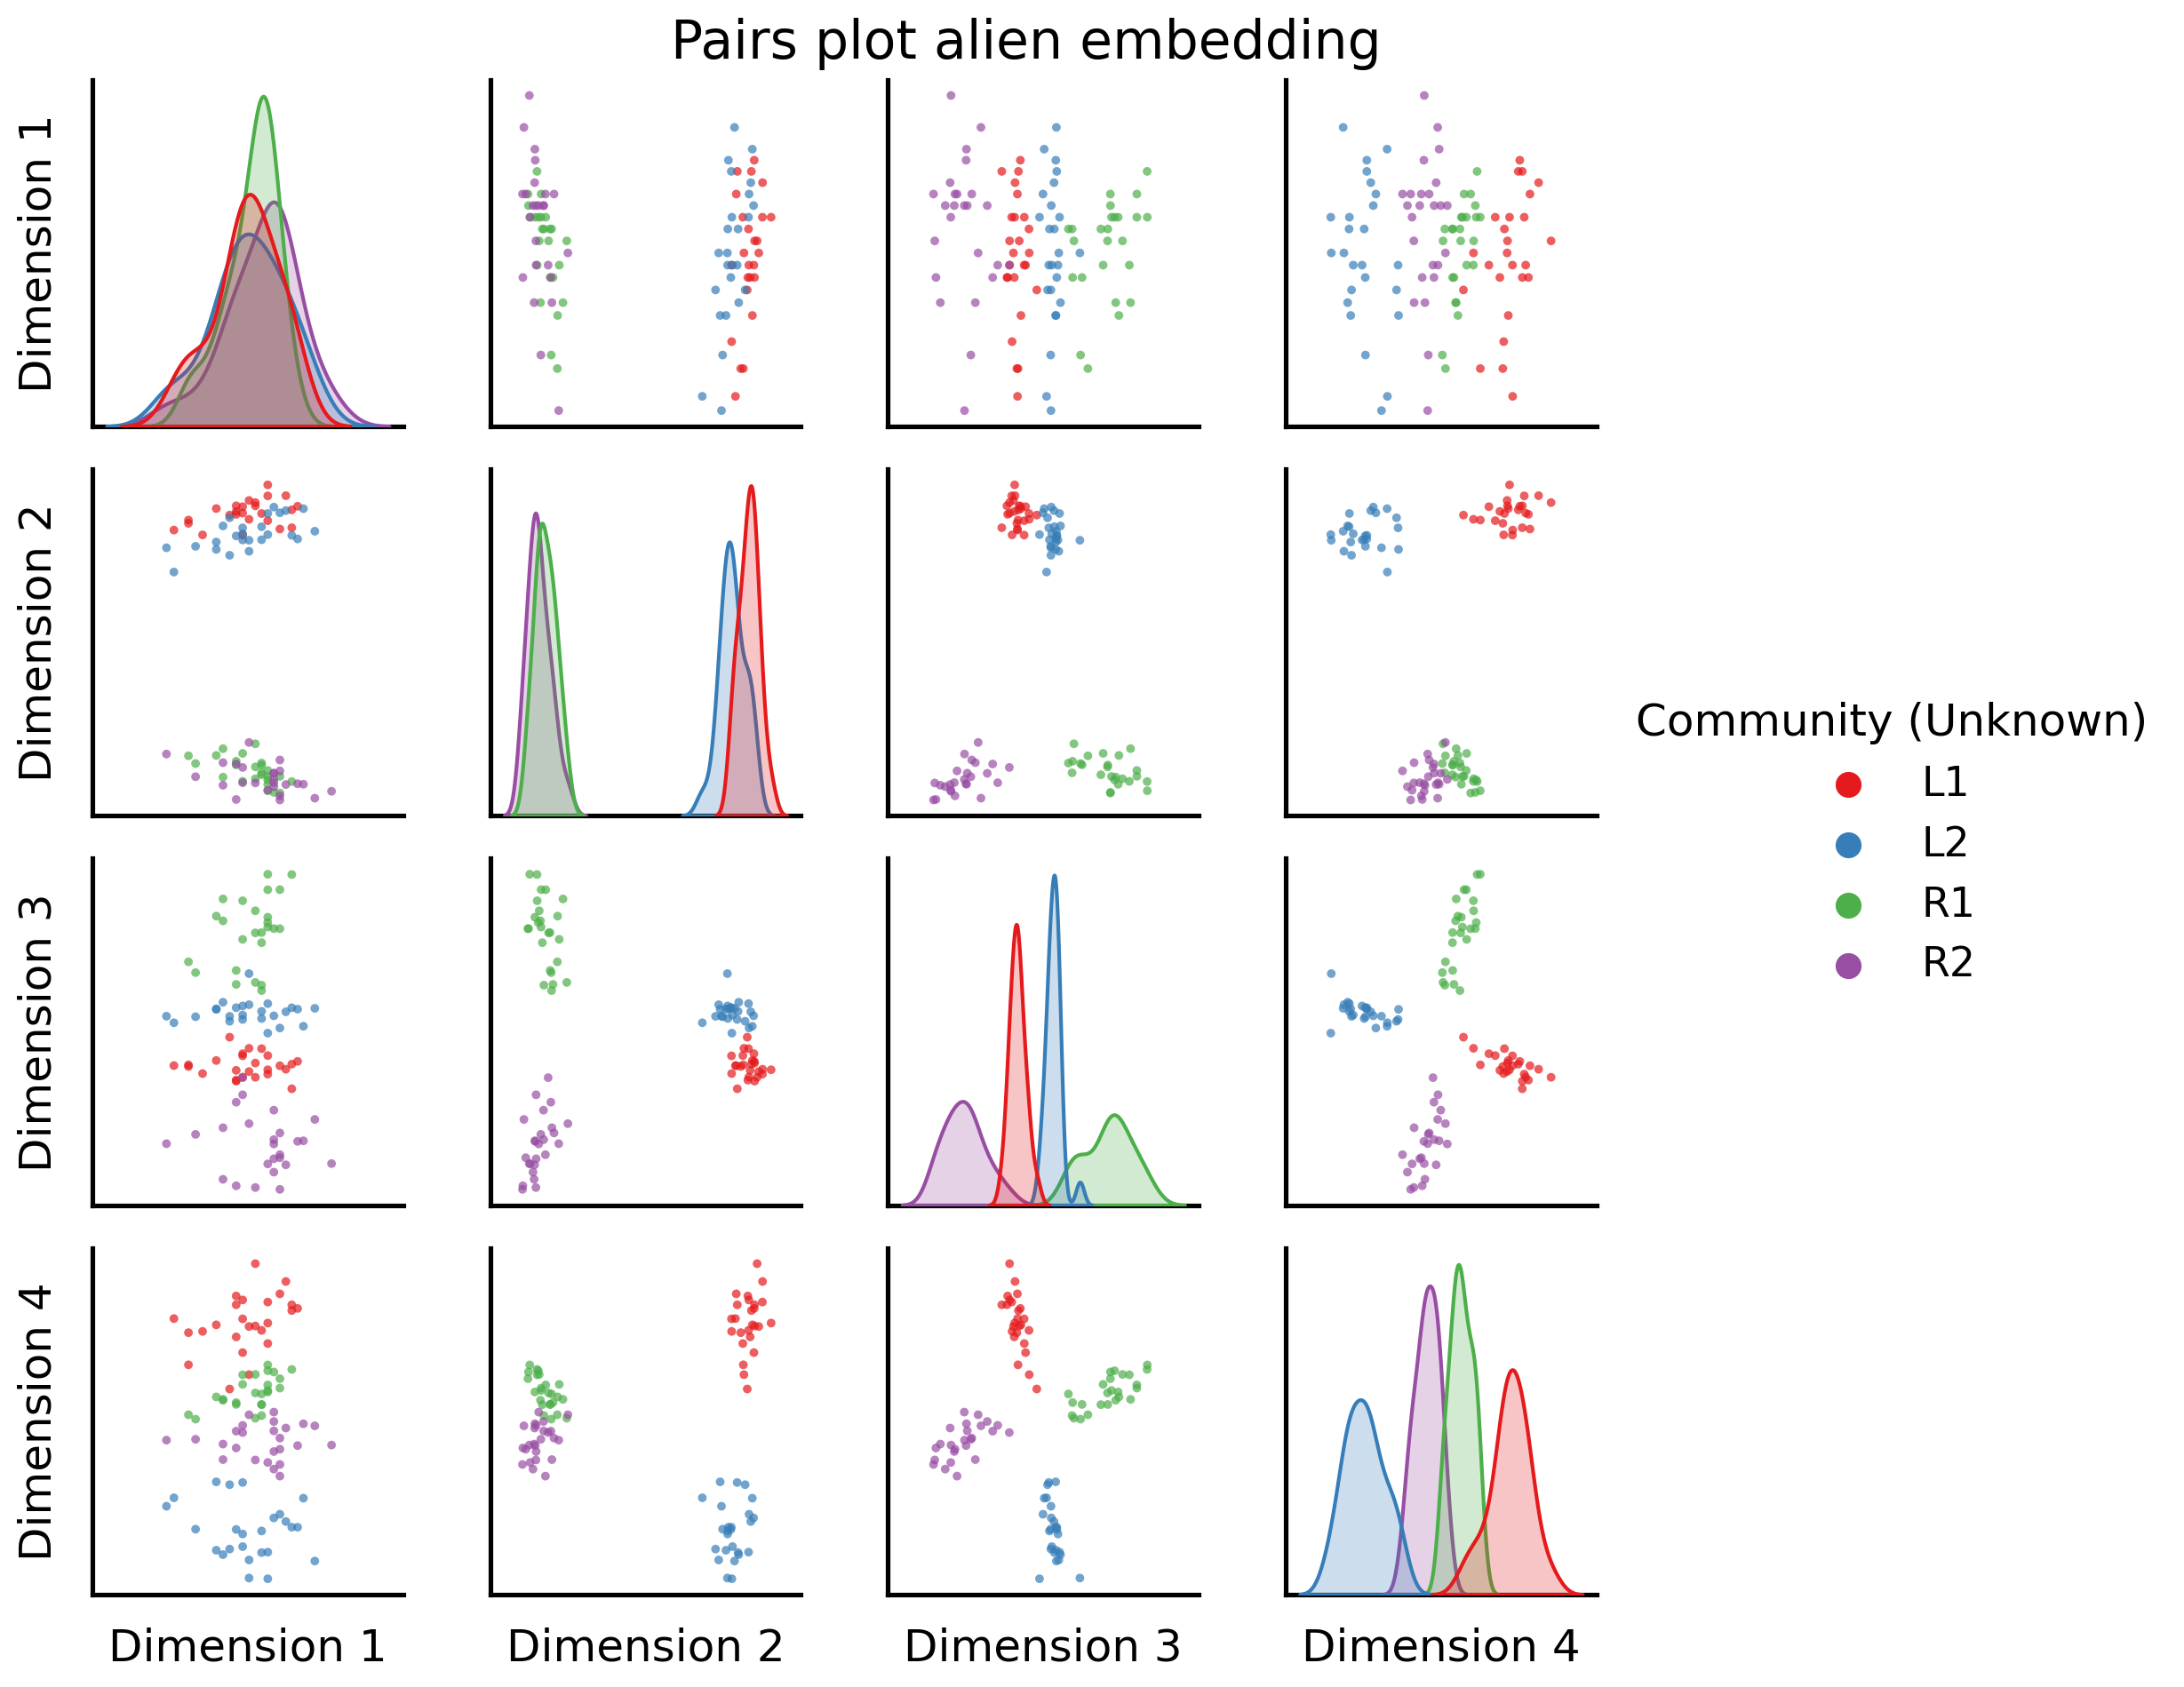 Pairs plot alien embedding
Dimension 1
Dimension 2
Dimension 3
Dimension 4
Community (Unknown)
L1
L2
R1
R2
Dimension 1
Dimension 2
Dimension 3
Dimension 4